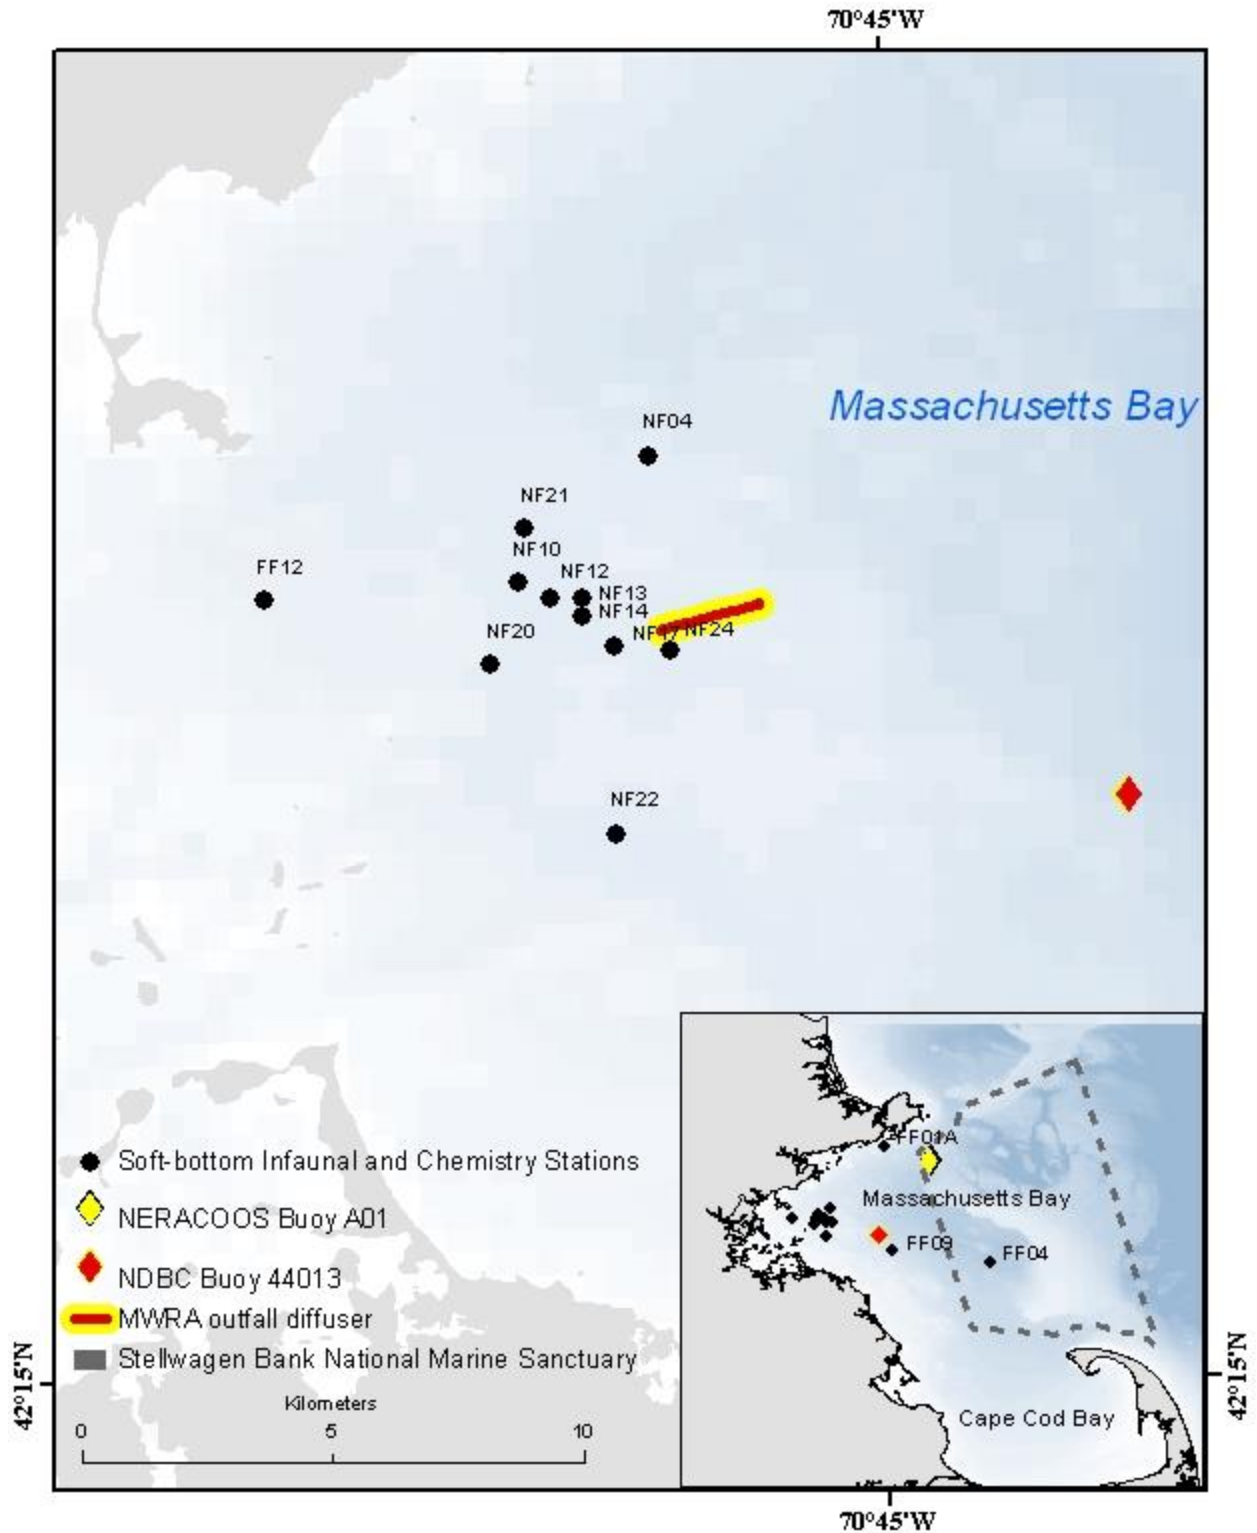 70°45'W
Massachusetts Bay
NF04
NF21
NF10
FF12
NF12
NF13
NF14
NF20
NF17
NF24
NF22
Soft-bottom Infaunal and Chemistry Stations
NERACOOS Buoy A01
NDBC Buoy 44013
MWRA outfall diffuser
Stellwagen Bank National Marine Sanctuary
Kilometers
0 5 10
42°15'N
FF01A
Massachusetts Bay
FF09
FF04
Cape Cod Bay
42°15'N
70°45'W